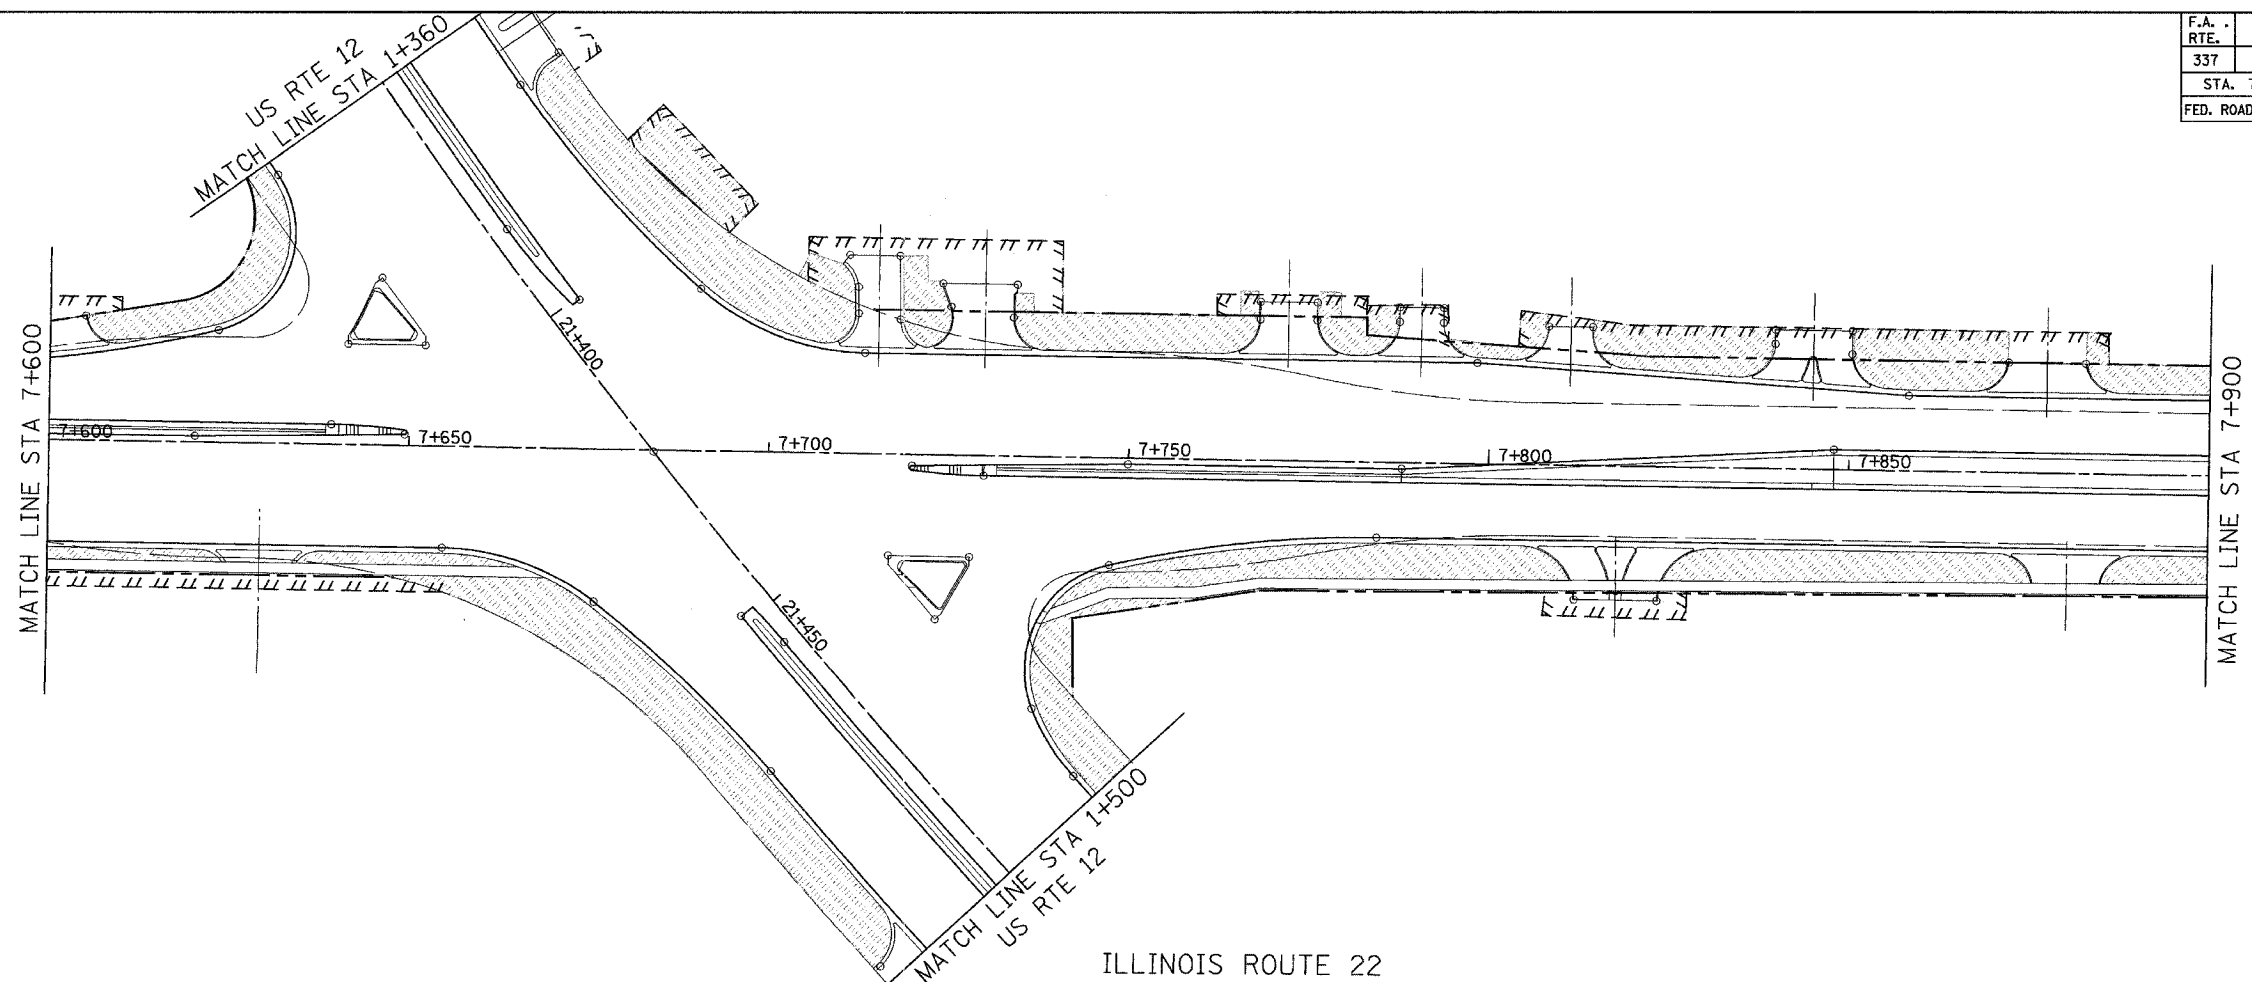 F.A. .
RTE.
337
STA. 7
FED. ROAD
US RTE 12
MATCH LINE STA 1+360
MATCH LINE STA 7+600
21+400
7+600
7+650
7+700
7+750
7+800
7+850
MATCH LINE STA 7+900
21+450
MATCH LINE STA 1+500
US RTE 12
ILLINOIS ROUTE 22